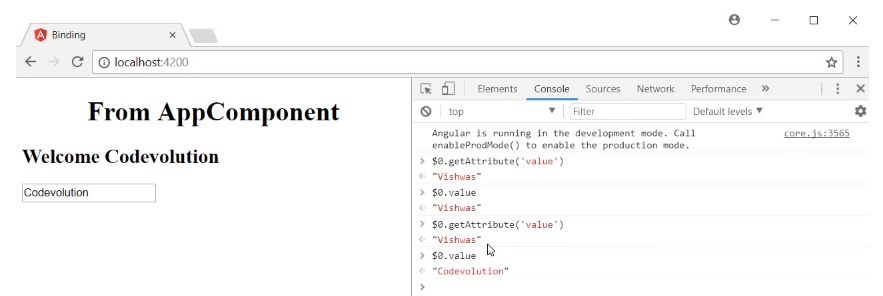 Binding
localhost:4200
From AppComponent
Welcome Codevolution
Codevolution
Elements Console Sources Network Performance »
top Filter Default levels
Angular is running in the development mode. Call core.js:3565
enableProdMode() to enable the production mode.
> $0.getAttribute('value')
"Vishwas"
> $0.value
"Vishwas"
> $0.getAttribute('value')
"Vishwas"
> $0.value
"Codevolution"
>